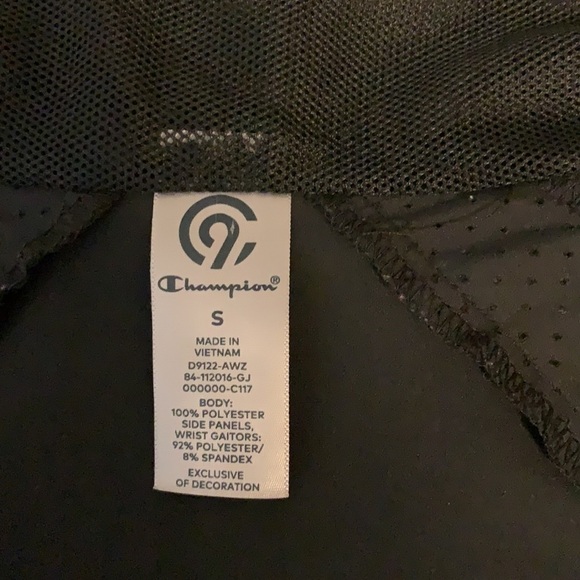 C9
Champion®
S
MADE IN
VIETNAM
D9122-AWZ
84-112016-GJ
000000-C117
BODY:
100% POLYESTER
SIDE PANELS,
WRIST GAITORS:
92% POLYESTER/
8% SPANDEX
EXCLUSIVE
OF DECORATION